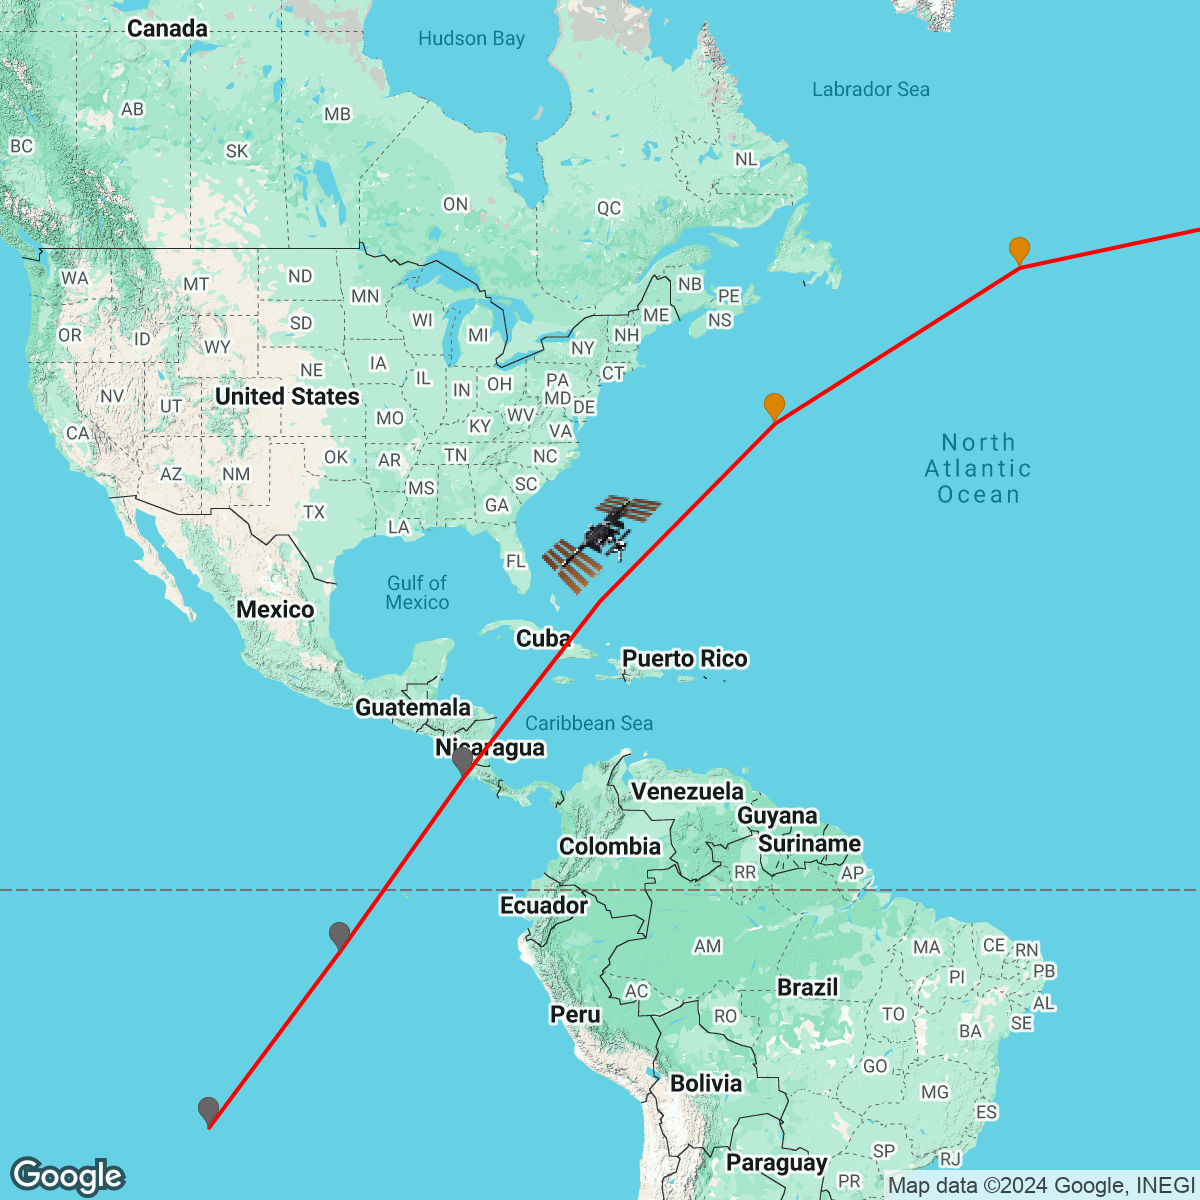 Canada
Hudson Bay
Labrador Sea
AB
MB
BC
SK
NL
ON
QC
WA
MT
ND
MN
NB
PE
OR
ID
SD
WI
MI
ME
NS
WY
NH
NY
NV
UT
NE
IA
IL
IN
OH
PA
CT
United States
MD
DE
CA
MO
KY
WV
VA
North
Atlantic
Ocean
AZ
NM
OK
AR
TN
NC
TX
MS
SC
GA
LA
FL
Gulf of
Mexico
Mexico
Cuba
Puerto Rico
Guatemala
Caribbean Sea
Nicaragua
Venezuela
Guyana
Colombia
Suriname
RR
AP
Ecuador
AM
MA
CE
RN
PI
PB
AC
Brazil
AL
Peru
RO
TO
BA
SE
GO
Bolivia
MG
ES
Paraguay
SP
RJ
PR
Google
Map data ©2024 Google, INEGI